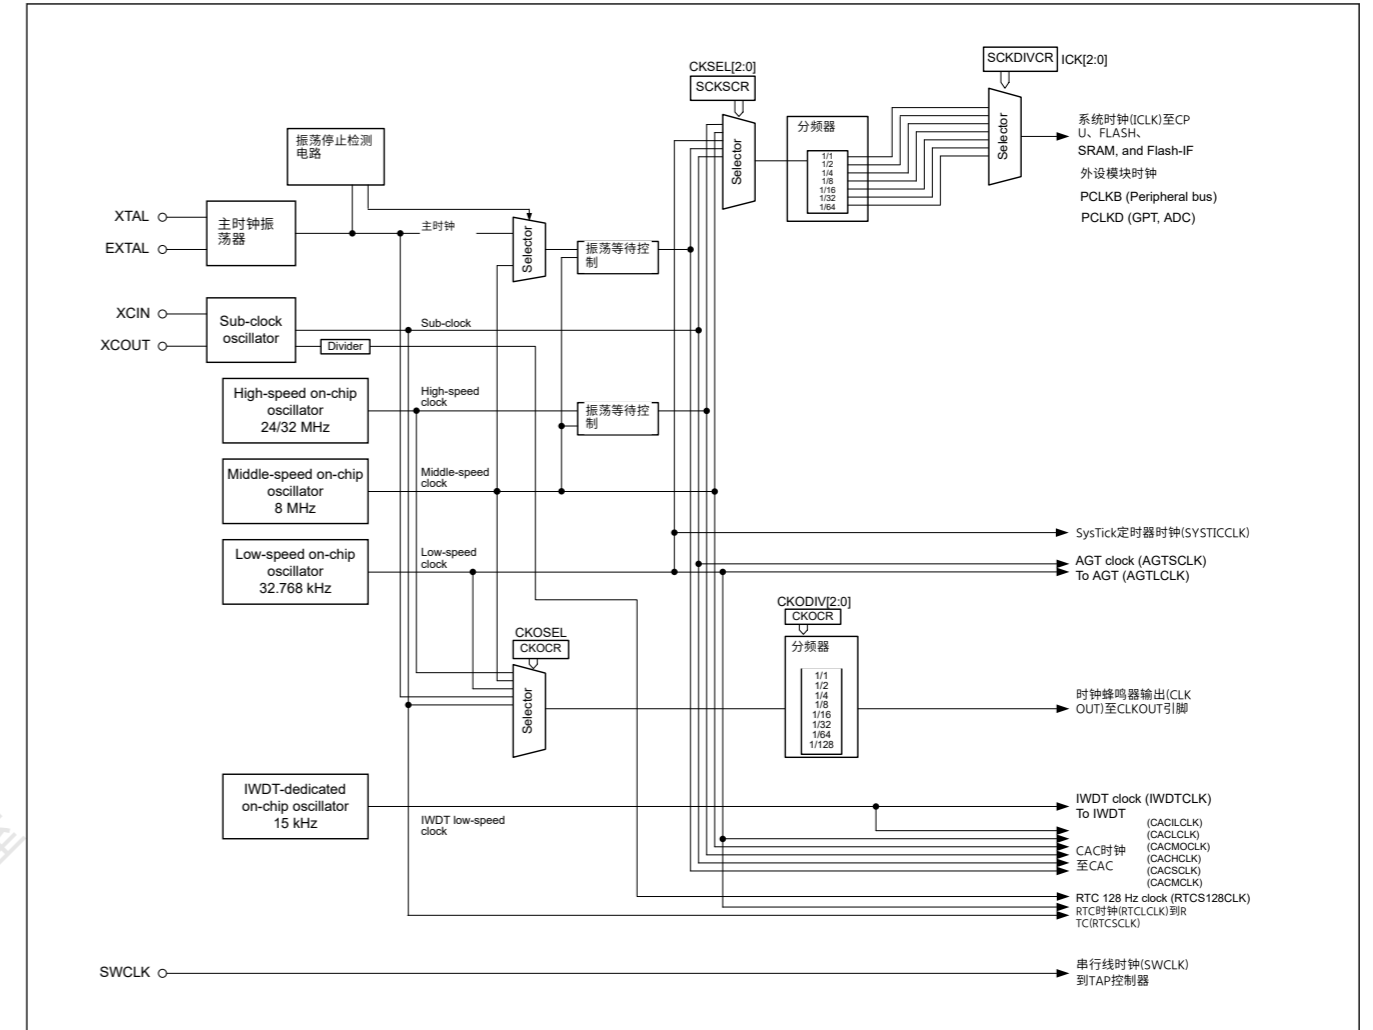 CKSEL[2:0]
SCKSCR
SCKDIVCR
ICK[2:0]
Selector
分频器
1/1
1/2
1/4
1/8
1/16
1/32
1/64
Selector
系统时钟(ICLK)至CP
U、FLASH、
SRAM, and Flash-IF
外设模块时钟
PCLKB (Peripheral bus)
PCLKD (GPT, ADC)
振荡停止检测
电路
XTAL
EXTAL
主时钟振
荡器
主时钟
Selector
振荡等待控
制
XCIN
XCOUT
Sub-clock
oscillator
Sub-clock
Divider
High-speed on-chip
oscillator
24/32 MHz
High-speed
clock
振荡等待控
制
Middle-speed on-chip
oscillator
8 MHz
Middle-speed
clock
Low-speed on-chip
oscillator
32.768 kHz
Low-speed
clock
SysTick定时器时钟(SYSTICCLK)
AGT clock (AGTSCLK)
To AGT (AGTLCLK)
CKOSEL
CKOCR
Selector
CKODIV[2:0]
CKOCR
分频器
1/1
1/2
1/4
1/8
1/16
1/32
1/64
1/128
时钟蜂鸣器输出(CLK
OUT)至CLKOUT引脚
IWDT-dedicated
on-chip oscillator
15 kHz
IWDT low-speed
clock
IWDT clock (IWDTCLK)
To IWDT
(CACILCLK)
(CACLCLK)
CAC时钟
至CAC
(CACMOCLK)
(CACHCLK)
(CACSCLK)
(CACMCLK)
RTC 128 Hz clock (RTCS128CLK)
RTC时钟(RTCLCLK)到R
TC(RTCSCLK)
SWCLK
串行线时钟(SWCLK)
到TAP控制器